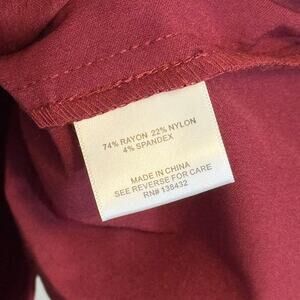 74% RAYON 22% NYLON
4% SPANDEX
MADE IN CHINA
SEE REVERSE FOR CARE
RN# 138432